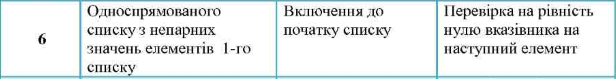 6
Односпрямованого
списку з непарних
значень елементів 1-го
списку
Включення до
початку списку
Перевірка на рівність
нулю вказівника на
наступний елемент